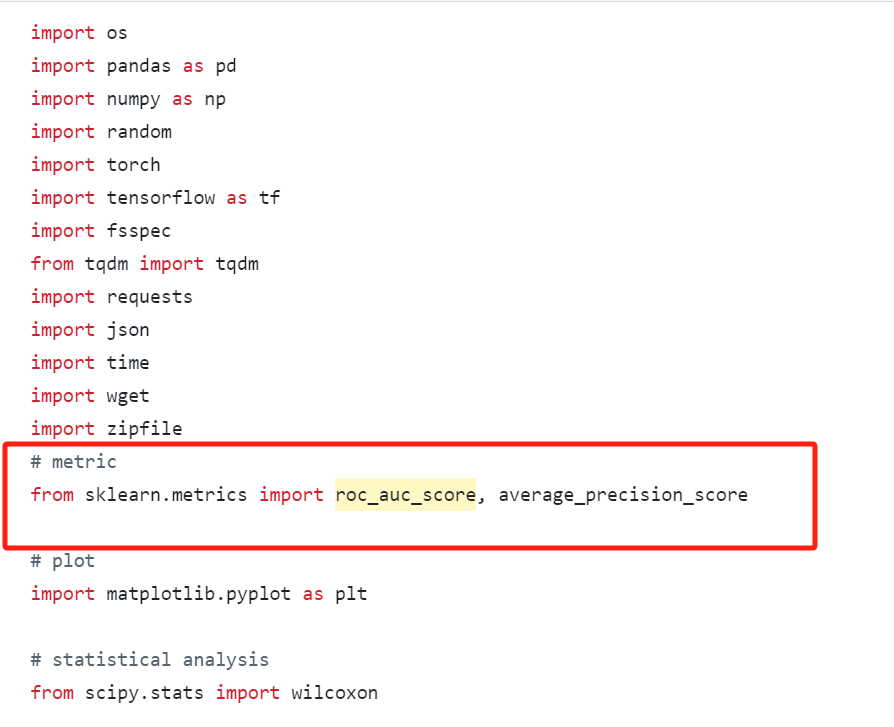 import os
import pandas as pd
import numpy as np
import random
import torch
import tensorflow as tf
import fsspec
from tqdm import tqdm
import requests
import json
import time
import wget
import zipfile
# metric
from sklearn.metrics import roc_auc_score, average_precision_score
# plot
import matplotlib.pyplot as plt
# statistical analysis
from scipy.stats import wilcoxon